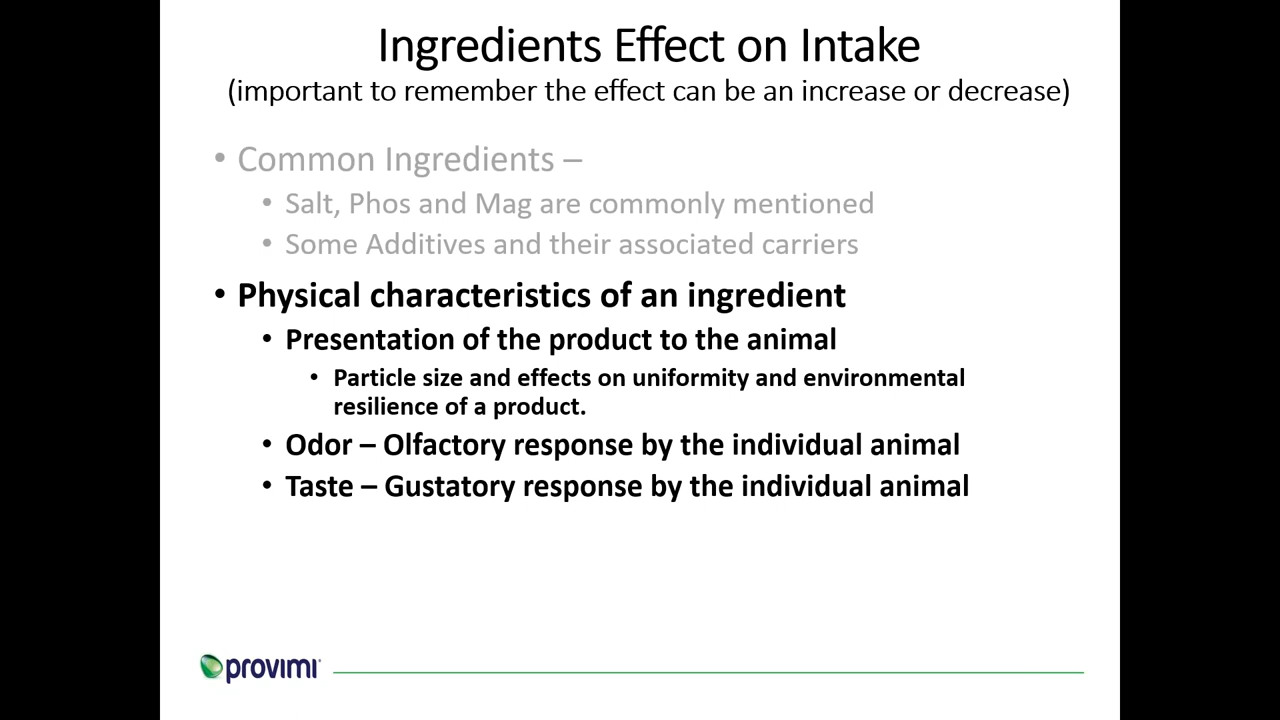 Ingredients Effect on Intake
(important to remember the effect can be an increase or decrease)
• Common Ingredients –
• Salt, Phos and Mag are commonly mentioned
• Some Additives and their associated carriers
• Physical characteristics of an ingredient
• Presentation of the product to the animal
• Particle size and effects on uniformity and environmental
resilience of a product.
• Odor – Olfactory response by the individual animal
• Taste – Gustatory response by the individual animal
provimi